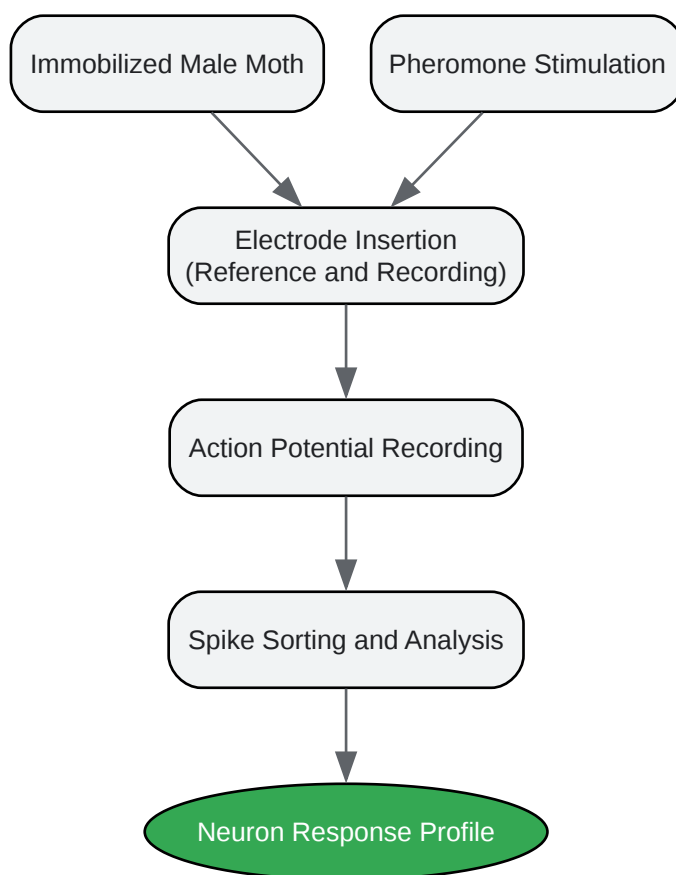 Immobilized Male Moth
Pheromone Stimulation
Electrode Insertion
(Reference and Recording)
Action Potential Recording
Spike Sorting and Analysis
Neuron Response Profile